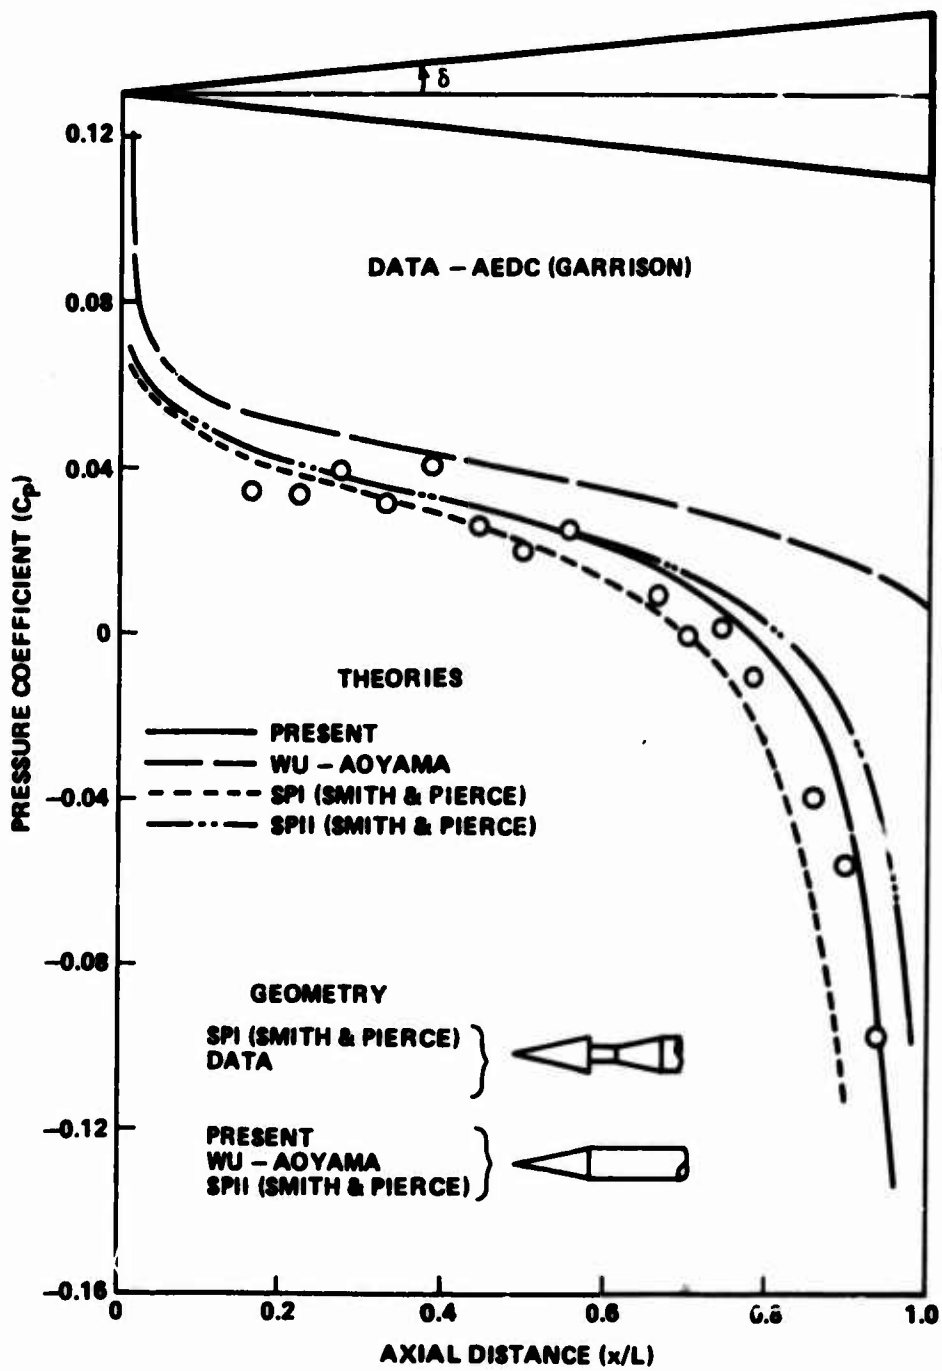 δ
0.12
DATA – AEDC (GARRISON)
0.08
0.04
PRESSURE COEFFICIENT (Cp)
0
THEORIES
PRESENT
WU – AOYAMA
SPI (SMITH & PIERCE)
SPII (SMITH & PIERCE)
–0.04
–0.08
GEOMETRY
SPI (SMITH & PIERCE)
DATA
–0.12
PRESENT
WU – AOYAMA
SPII (SMITH & PIERCE)
–0.16
0 0.2 0.4 0.6 0.8 1.0
AXIAL DISTANCE (x/L)